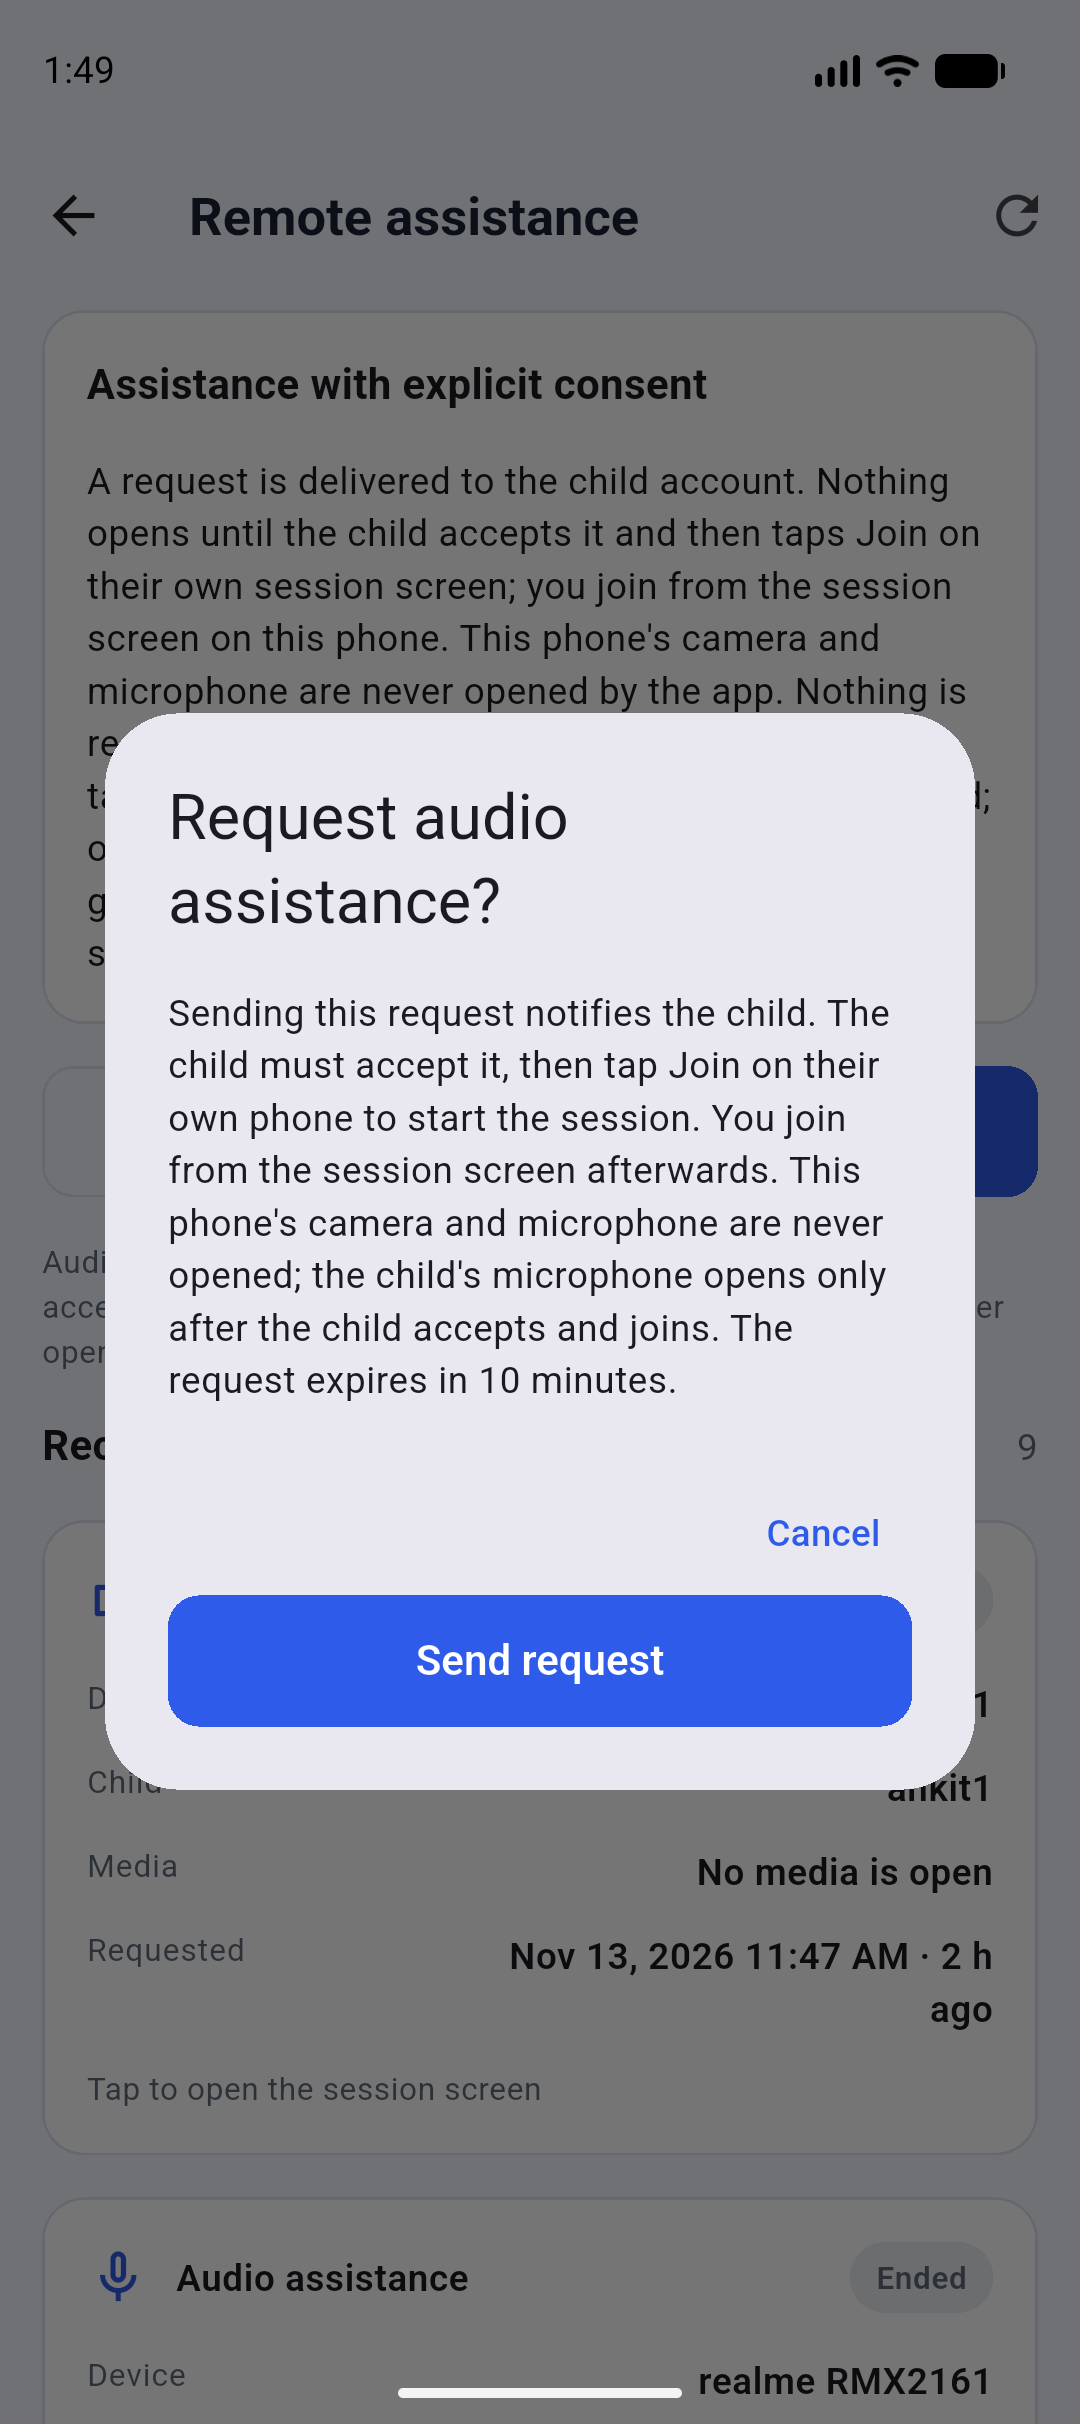 1:49
Remote assistance
Assistance with explicit consent
A request is delivered to the child account. Nothing
opens until the child accepts it and then taps Join on
their own session screen; you join from the session
screen on this phone. This phone's camera and
microphone are never opened by the app. Nothing is
Request audio
assistance?
Sending this request notifies the child. The
child must accept it, then tap Join on their
own phone to start the session. You join
from the session screen afterwards. This
phone's camera and microphone are never
opened; the child's microphone opens only
after the child accepts and joins. The
request expires in 10 minutes.
Cancel
Send request
9
Child
ankit1
Media
No media is open
Requested
Nov 13, 2026 11:47 AM · 2 h
ago
Tap to open the session screen
Audio assistance
Ended
Device
realme RMX2161